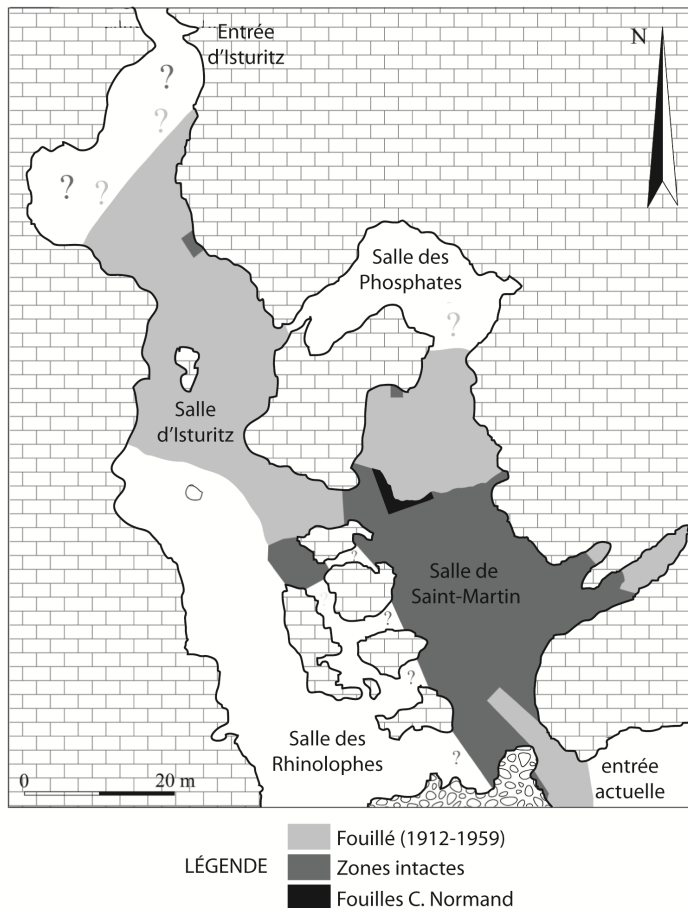 Entrée
d'Isturitz
N
?
?
?
?
Salle des
Phosphates
?
Salle
d'Isturitz
?
Salle de
Saint-Martin
?
?
Salle des
Rhinolophes
?
entrée
actuelle
0
20 m
LÉGENDE
Fouillé (1912-1959)
Zones intactes
Fouilles C. Normand